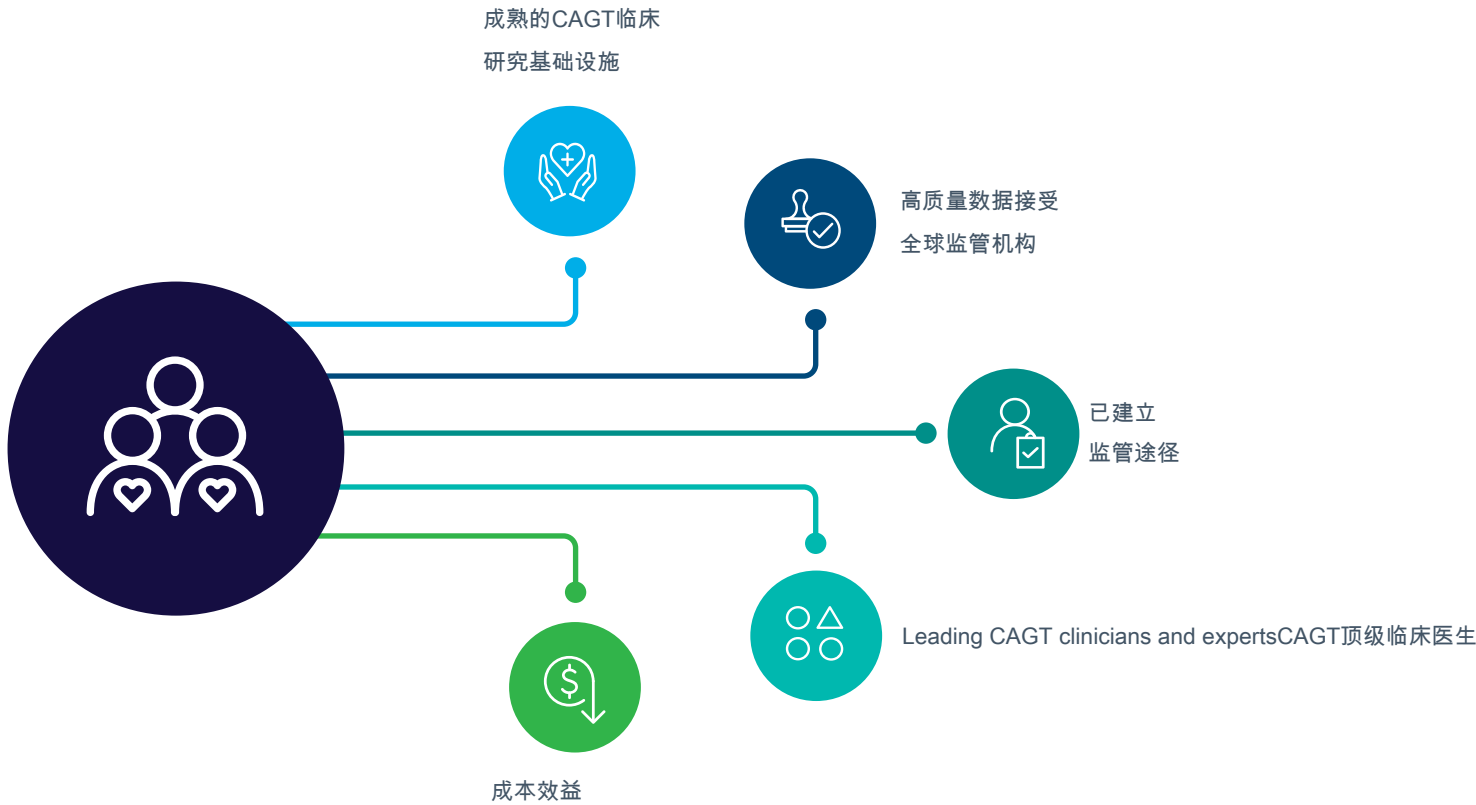 成熟的CAGT临床
研究基础设施
高质量数据接受
全球监管机构
已建立
监管途径
Leading CAGT clinicians and expertsCAGT顶级临床医生
成本效益